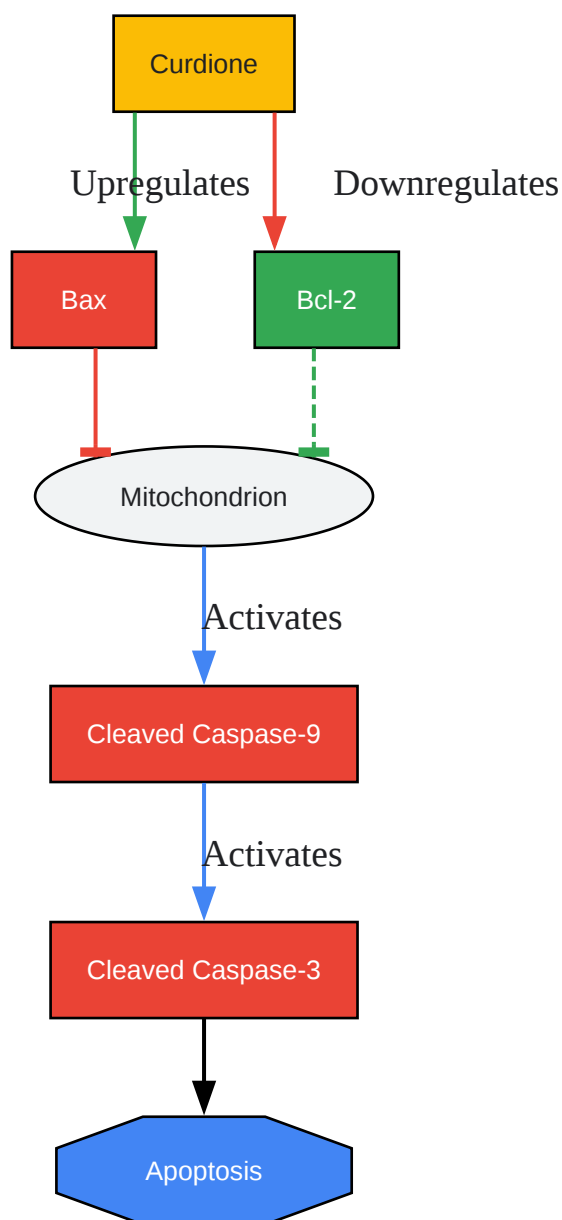 Curdione
Upregulates
Downregulates
Bax
Bcl-2
Mitochondrion
Activates
Cleaved Caspase-9
Activates
Cleaved Caspase-3
Apoptosis